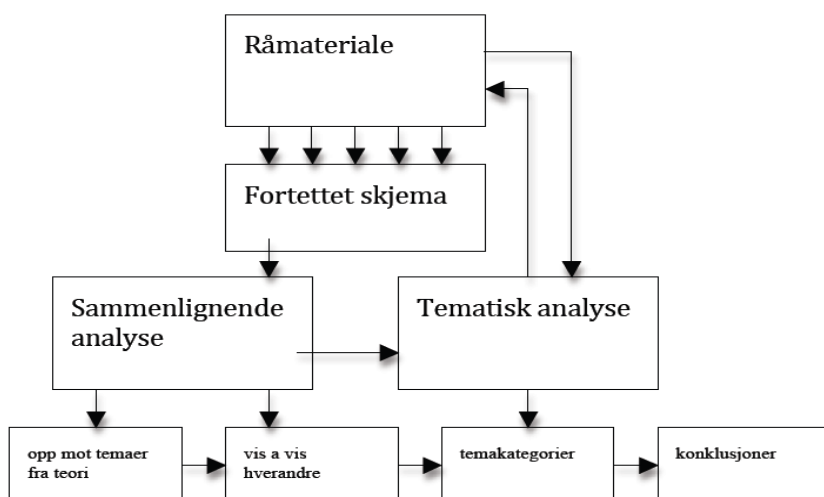 Råmateriale
Fortettet skjema
Sammenlignende
analyse
Tematisk analyse
opp mot temaer
fra teori
vis a vis
hverandre
temakategorier
konklusjoner